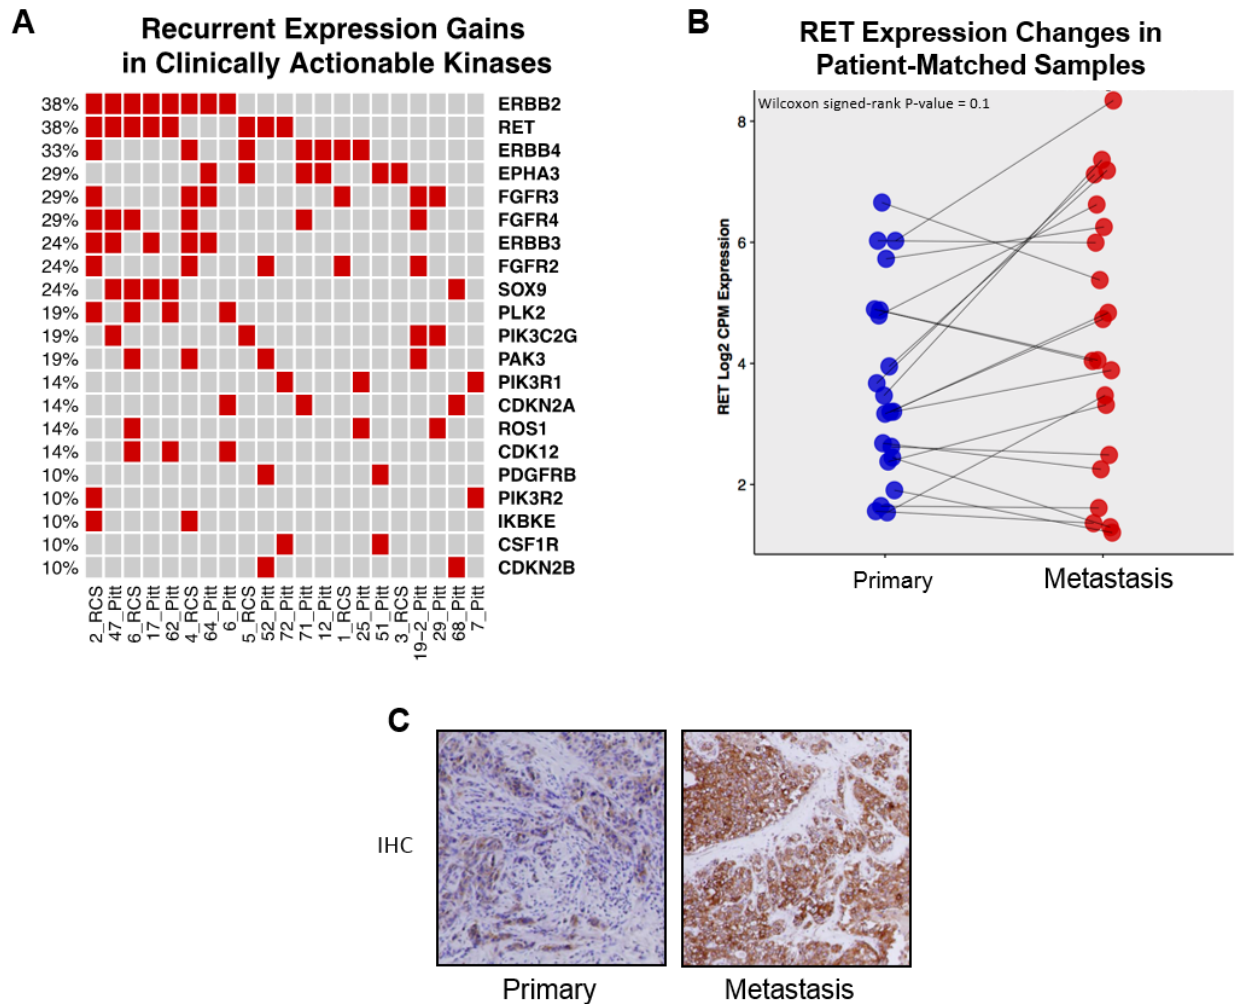 A
Recurrent Expression Gains
in Clinically Actionable Kinases
38% ERBB2
38% RET
33% ERBB4
29% EPHA3
29% FGFR3
29% FGFR4
24% ERBB3
24% FGFR2
24% SOX9
19% PLK2
19% PIK3C2G
19% PAK3
14% PIK3R1
14% CDKN2A
14% ROS1
14% CDK12
10% PDGFRB
10% PIK3R2
10% IKBKE
10% CSF1R
10% CDKN2B
2_RCS
47_Pitt
6_RCS
17_Pitt
62_Pitt
4_RCS
64_Pitt
6_Pitt
5_RCS
52_Pitt
72_Pitt
71_Pitt
12_Pitt
1_RCS
25_Pitt
51_Pitt
3_RCS
19-2_Pitt
29_Pitt
68_Pitt
7_Pitt
B
RET Expression Changes in
Patient-Matched Samples
Wilcoxon signed-rank P-value = 0.1
RET Log2 CPM Expression
8
6
4
2
Primary
Metastasis
C
IHC
Primary
Metastasis